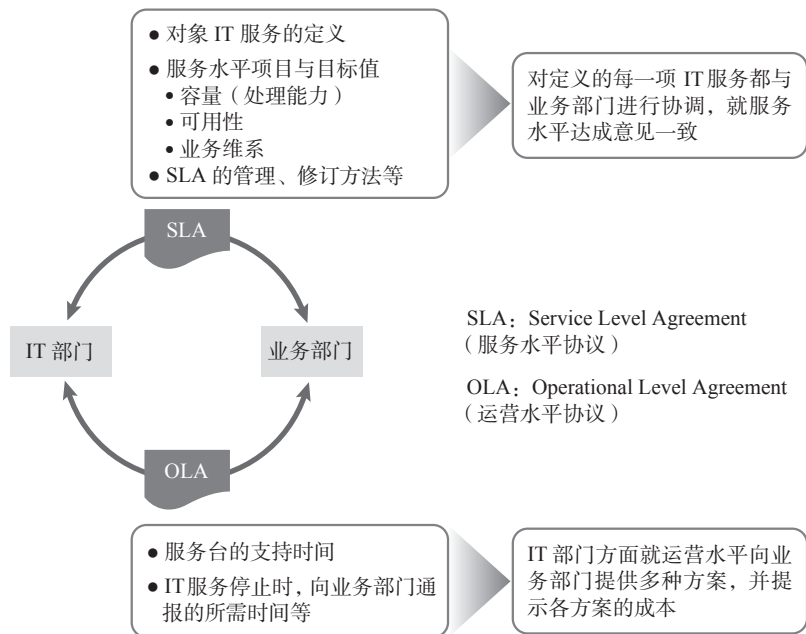 ● 对象 IT 服务的定义
● 服务水平项目与目标值
• 容量（处理能力）
• 可用性
• 业务维系
● SLA 的管理、修订方法等
对定义的每一项 IT 服务都与
业务部门进行协调，就服务
水平达成意见一致
SLA
IT 部门
业务部门
SLA：Service Level Agreement
（服务水平协议）
OLA：Operational Level Agreement
（运营水平协议）
OLA
● 服务台的支持时间
● IT服务停止时，向业务部门通
报的所需时间等
IT 部门方面就运营水平向业
务部门提供多种方案，并提
示各方案的成本